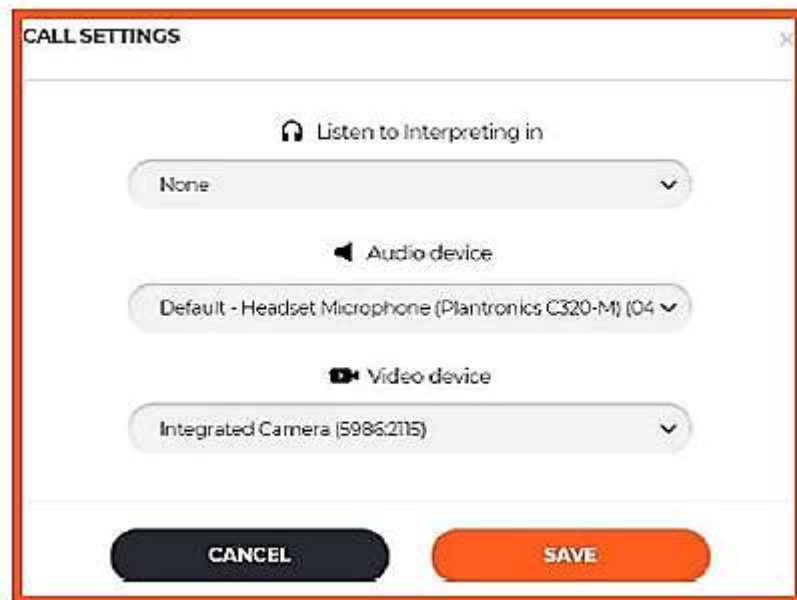 CALL SETTINGS
Listen to Interpreting in
None
Audio device
Default - Headset Microphone (Plantronics C320-M) (04
Video device
Integrated Camera (5986:2115)
CANCEL
SAVE